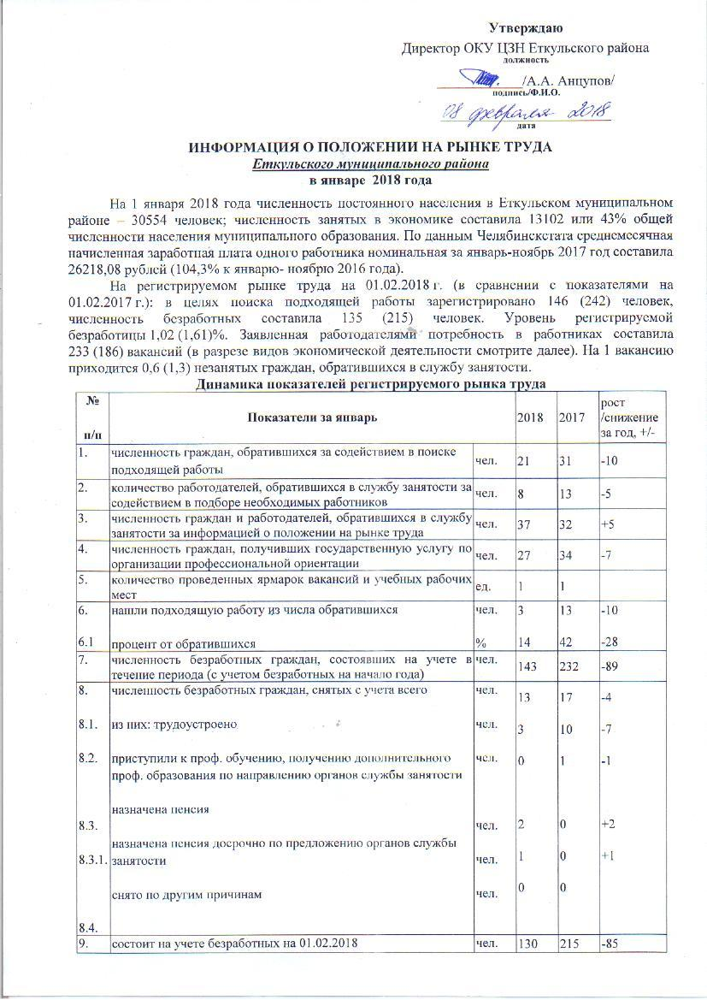 Утверждаю
Директор ОКУ ЦЗН Еткульского района
должность
/А.А. Анцупов/
подпись/Ф.И.О.
08 февраля 2018
дата
ИНФОРМАЦИЯ О ПОЛОЖЕНИИ НА РЫНКЕ ТРУДА
Еткульского муниципального района
в январе 2018 года
На 1 января 2018 года численность постоянного населения в Еткульском муниципальном
районе – 30554 человек; численность занятых в экономике составила 13102 или 43% общей
численности населения муниципального образования. По данным Челябинскстата среднемесячная
начисленная заработная плата одного работника номинальная за январь-ноябрь 2017 год составила
26218,08 рублей (104,3% к январю- ноябрю 2016 года).
На регистрируемом рынке труда на 01.02.2018 г. (в сравнении с показателями на
01.02.2017 г.): в целях поиска подходящей работы зарегистрировано 146 (242) человек,
численность безработных составила 135 (215) человек. Уровень регистрируемой
безработицы 1,02 (1,61)%. Заявленная работодателями потребность в работниках составила
233 (186) вакансий (в разрезе видов экономической деятельности смотрите далее). На 1 вакансию
приходится 0,6 (1,3) незанятых граждан, обратившихся в службу занятости.
Динамика показателей регистрируемого рынка труда
№ п/п Показатели за январь 2018 2017 рост /снижение за год, +/-
1. численность граждан, обратившихся за содействием в поиске
подходящей работы чел. 21 31 -10
2. количество работодателей, обратившихся в службу занятости за
содействием в подборе необходимых работников чел. 8 13 -5
3. численность граждан и работодателей, обратившихся в службу
занятости за информацией о положении на рынке труда чел. 37 32 +5
4. численность граждан, получивших государственную услугу по
организации профессиональной ориентации чел. 27 34 -7
5. количество проведенных ярмарок вакансий и учебных рабочих
мест ед. 1 1
6. нашли подходящую работу из числа обратившихся чел. 3 13 -10
6.1 процент от обратившихся % 14 42 -28
7. численность безработных граждан, состоявших на учете в
течение периода (с учетом безработных на начало года) чел. 143 232 -89
8. численность безработных граждан, снятых с учета всего чел. 13 17 -4
8.1. из них: трудоустроено чел. 3 10 -7
8.2. приступили к проф. обучению, получению дополнительного чел. 0 1 -1
проф. образования по направлению органов службы занятости
назначена пенсия
8.3. чел. 2 0 +2
назначена пенсия досрочно по предложению органов службы
8.3.1. занятости чел. 1 0 +1
снято по другим причинам чел. 0 0
8.4.
9. состоит на учете безработных на 01.02.2018 чел. 130 215 -85